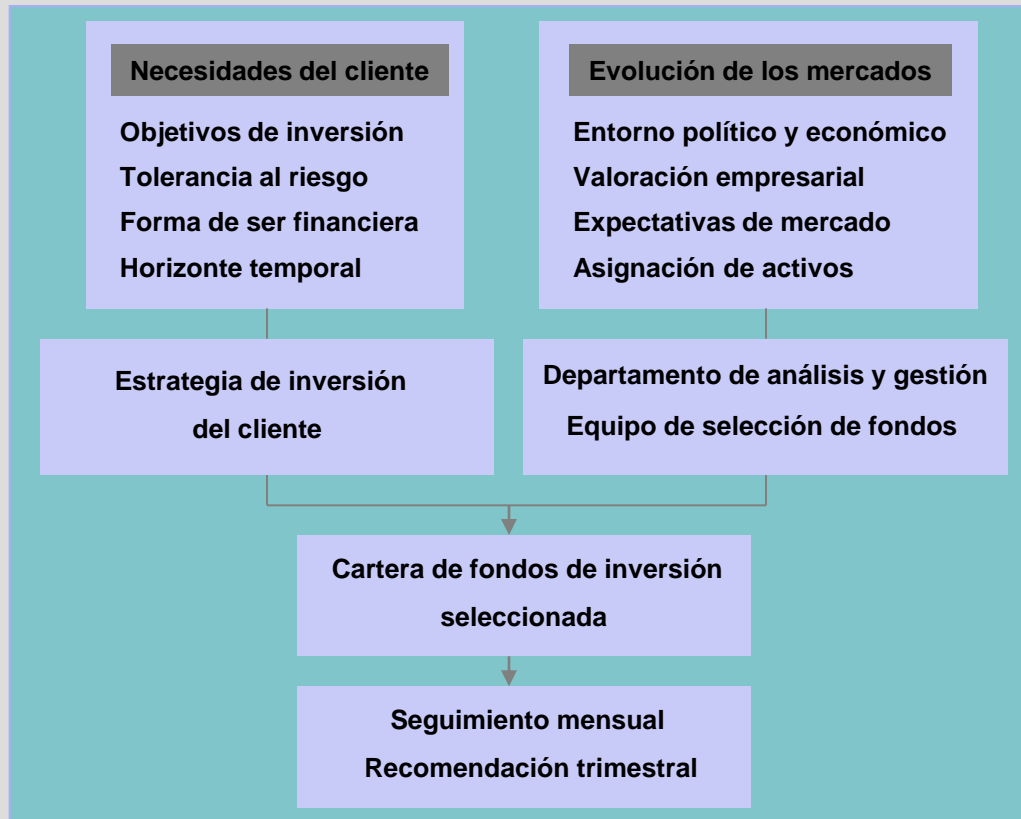 Necesidades del cliente
Objetivos de inversión
Tolerancia al riesgo
Forma de ser financiera
Horizonte temporal
Evolución de los mercados
Entorno político y económico
Valoración empresarial
Expectativas de mercado
Asignación de activos
Estrategia de inversión
del cliente
Departamento de análisis y gestión
Equipo de selección de fondos
Cartera de fondos de inversión
seleccionada
Seguimiento mensual
Recomendación trimestral